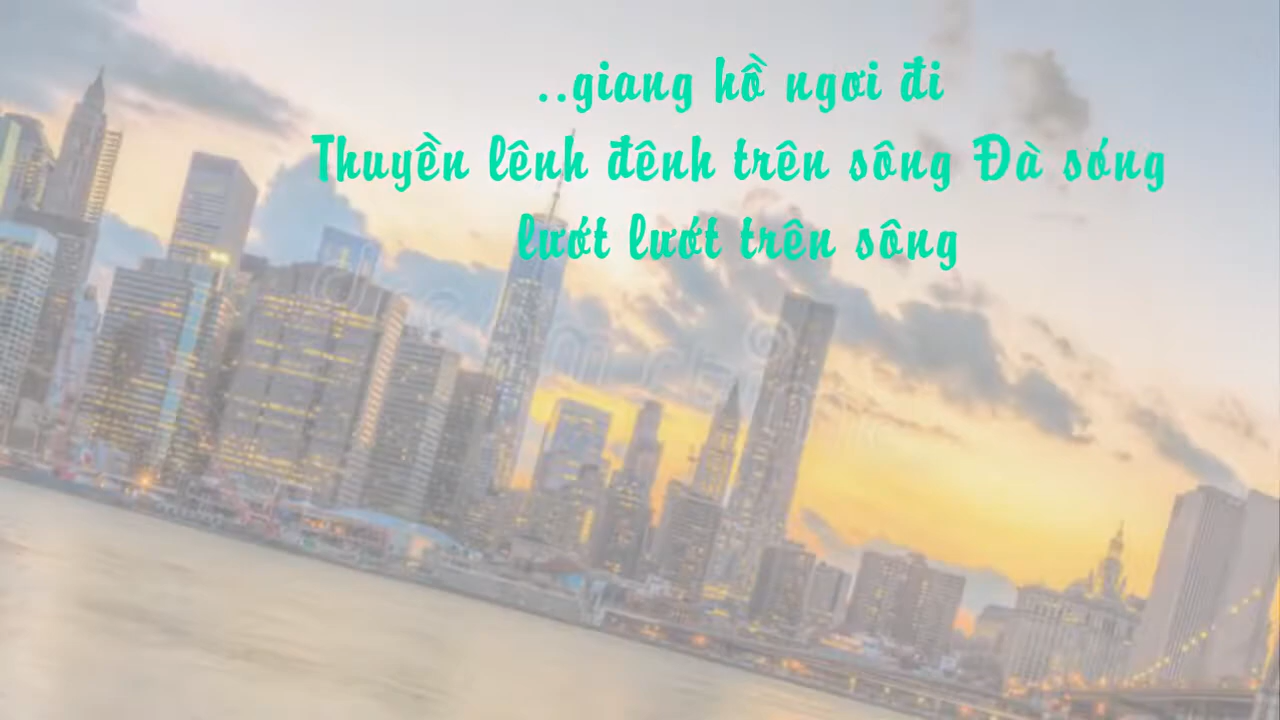 ..giang hồ ngơi đi
Thuyền lênh đênh trên sông Đà sóng
lướt lướt trên sông